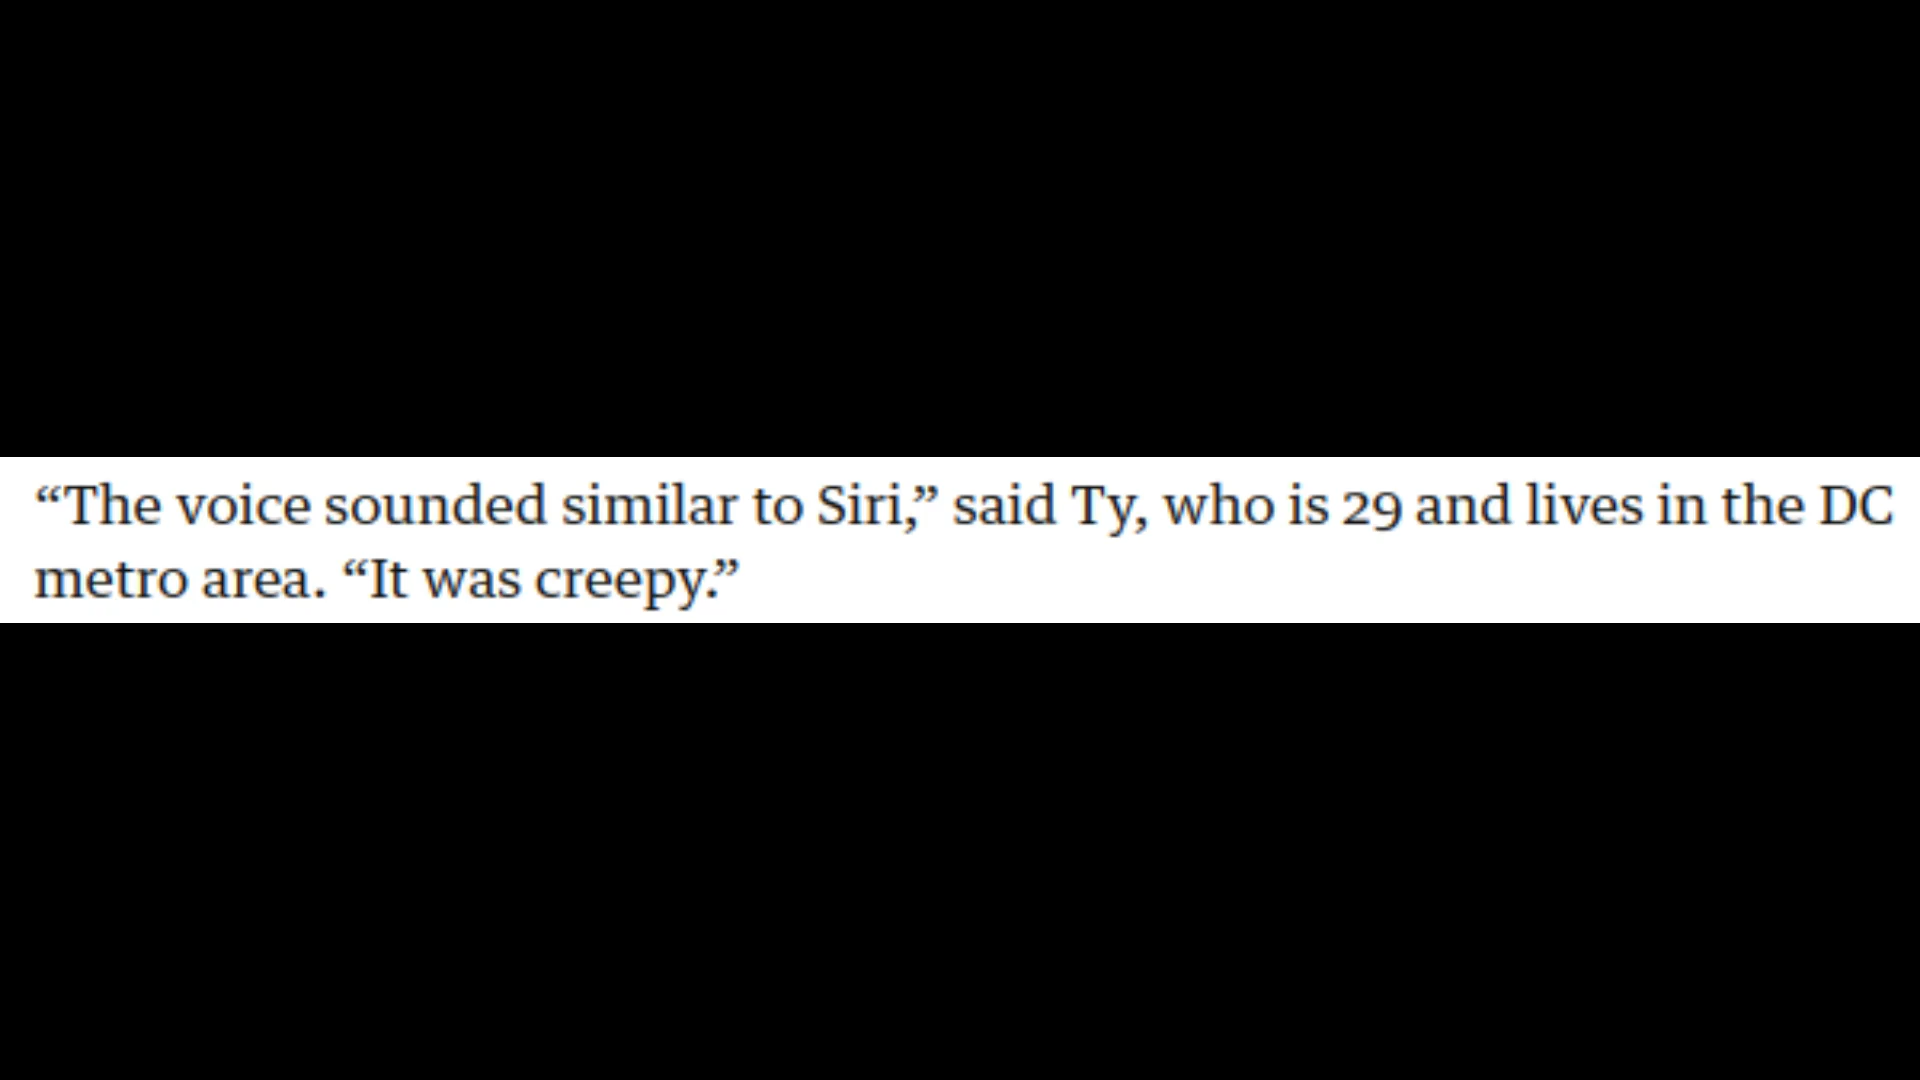 “The voice sounded similar to Siri,” said Ty, who is 29 and lives in the DC
metro area. “It was creepy.”